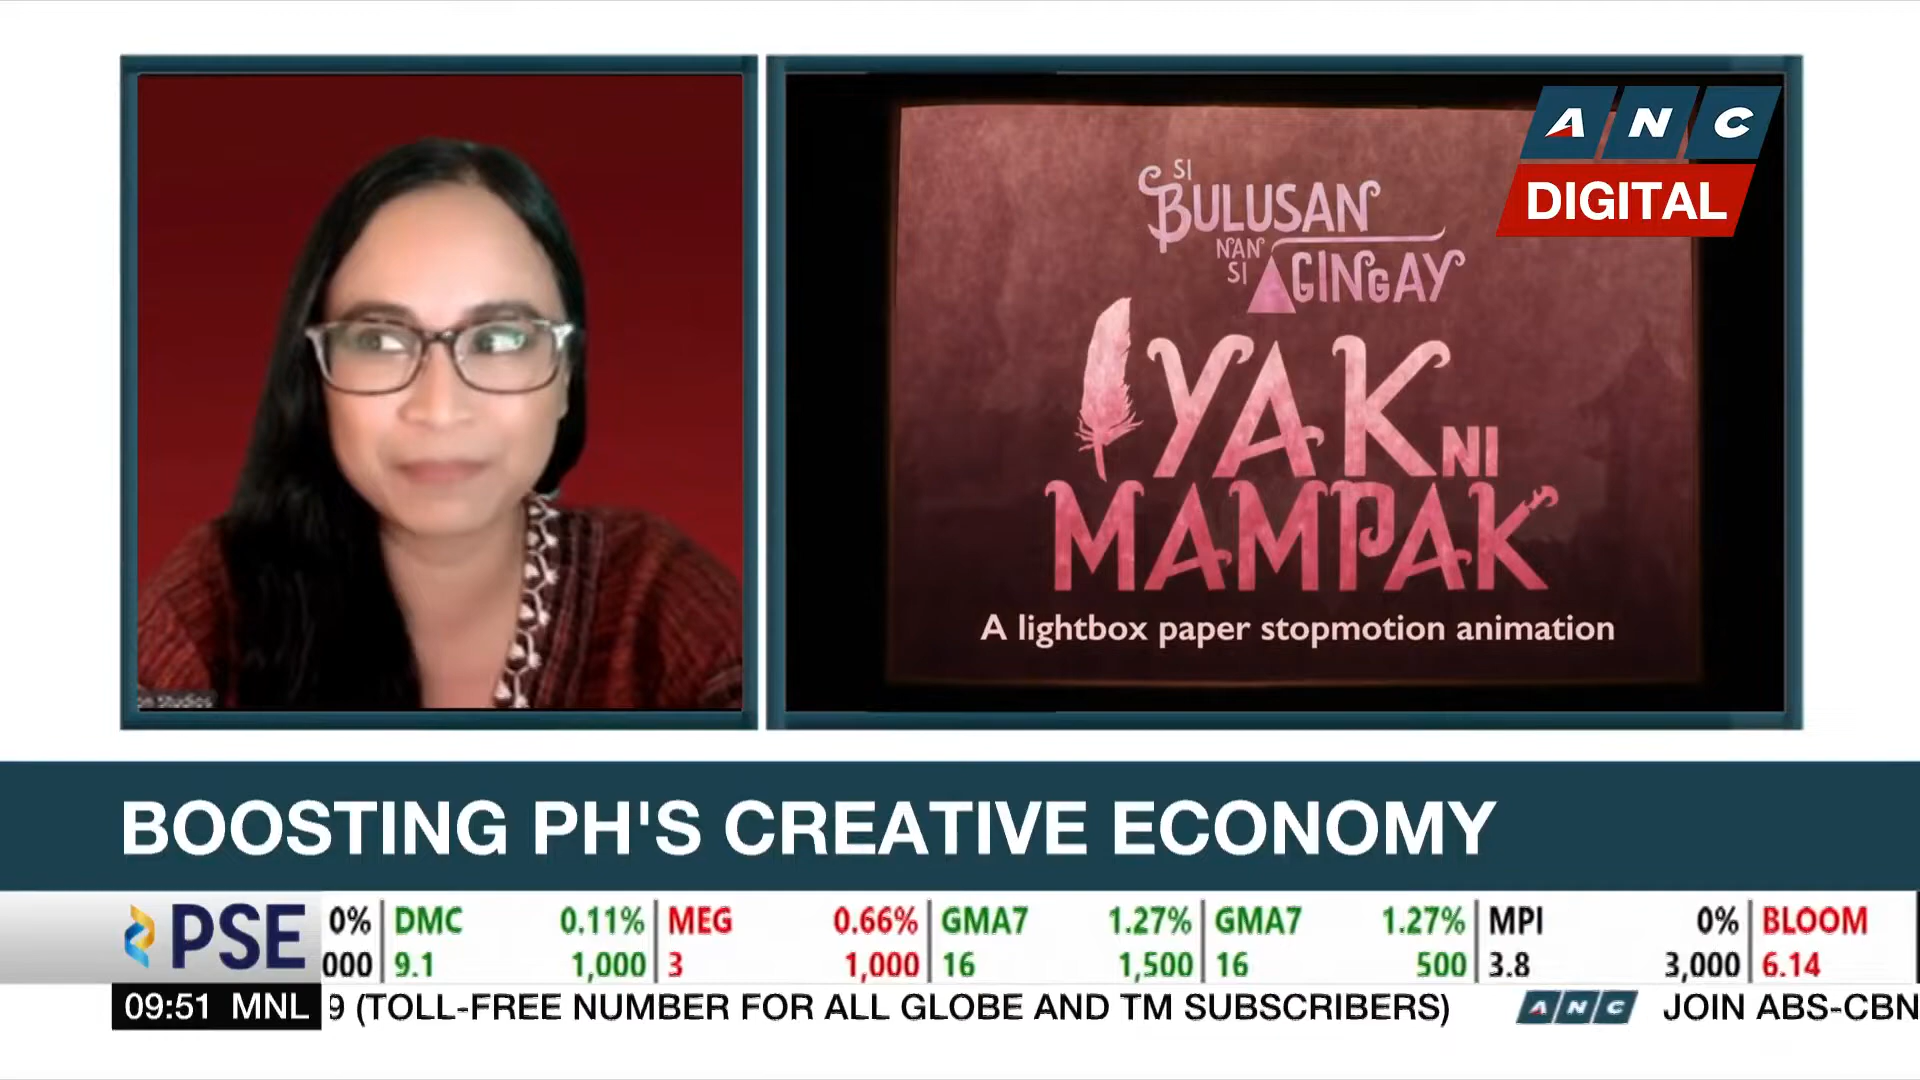 ANC
DIGITAL
SI
BULUSAN
NAN
SI AGINGAY
IYAK NI
MAMPAK
A lightbox paper stopmotion animation
on Studios
BOOSTING PH'S CREATIVE ECONOMY
PSE
0% DMC 0.11% MEG 0.66% GMA7 1.27% GMA7 1.27% MPI 0% BLOOM
000 9.1 1,000 3 1,000 16 1,500 16 500 3.8 3,000 6.14
09:51 MNL 9 (TOLL-FREE NUMBER FOR ALL GLOBE AND TM SUBSCRIBERS) ANC JOIN ABS-CBN